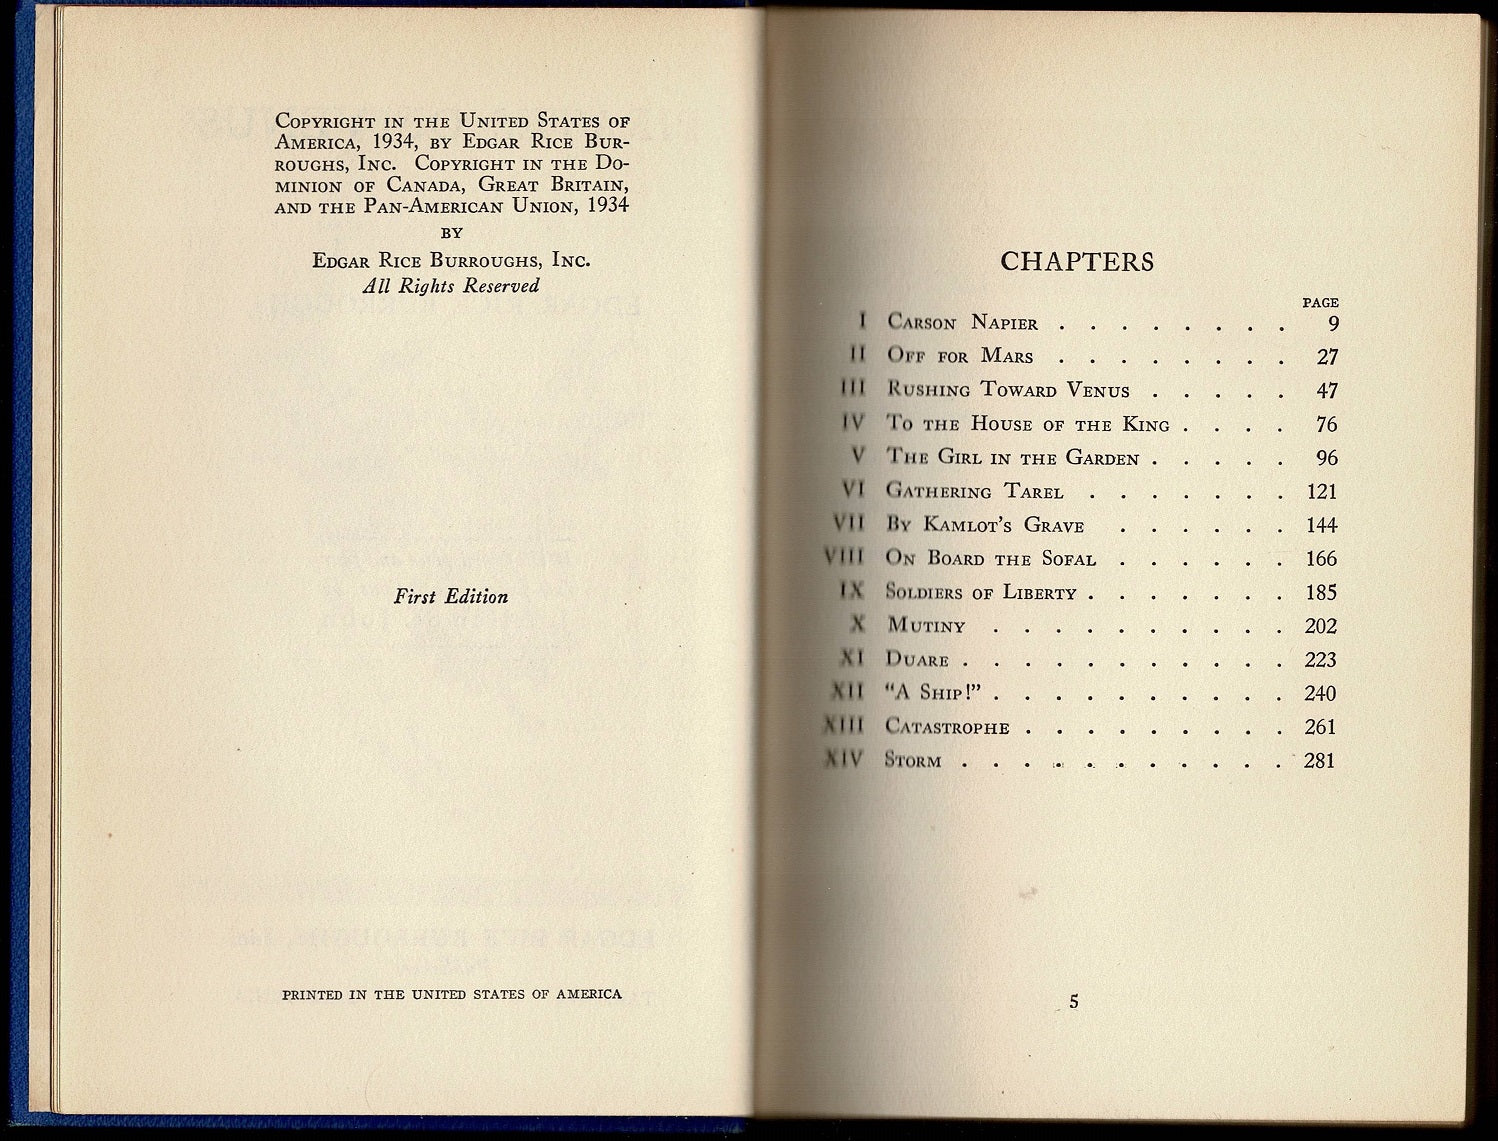 Copyright in the United States of
America, 1934, by Edgar Rice Bur-
roughs, Inc. Copyright in the Do-
minion of Canada, Great Britain,
and the Pan-American Union, 1934
by
Edgar Rice Burroughs, Inc.
All Rights Reserved
First Edition
PRINTED IN THE UNITED STATES OF AMERICA
CHAPTERS
PAGE
I Carson Napier . . . . . . . . 9
II Off for Mars . . . . . . . . 27
III Rushing Toward Venus . . . . . 47
IV To the House of the King . . . . 76
V The Girl in the Garden . . . . . 96
VI Gathering Tarel . . . . . . . 121
VII By Kamlot's Grave . . . . . . 144
VIII On Board the Sofal . . . . . . 166
IX Soldiers of Liberty . . . . . . . 185
X Mutiny . . . . . . . . . . 202
XI Duare . . . . . . . . . . . 223
XII “A Ship!” . . . . . . . . . . 240
XIII Catastrophe . . . . . . . . . 261
XIV Storm . . . . . . . . . . . 281
5